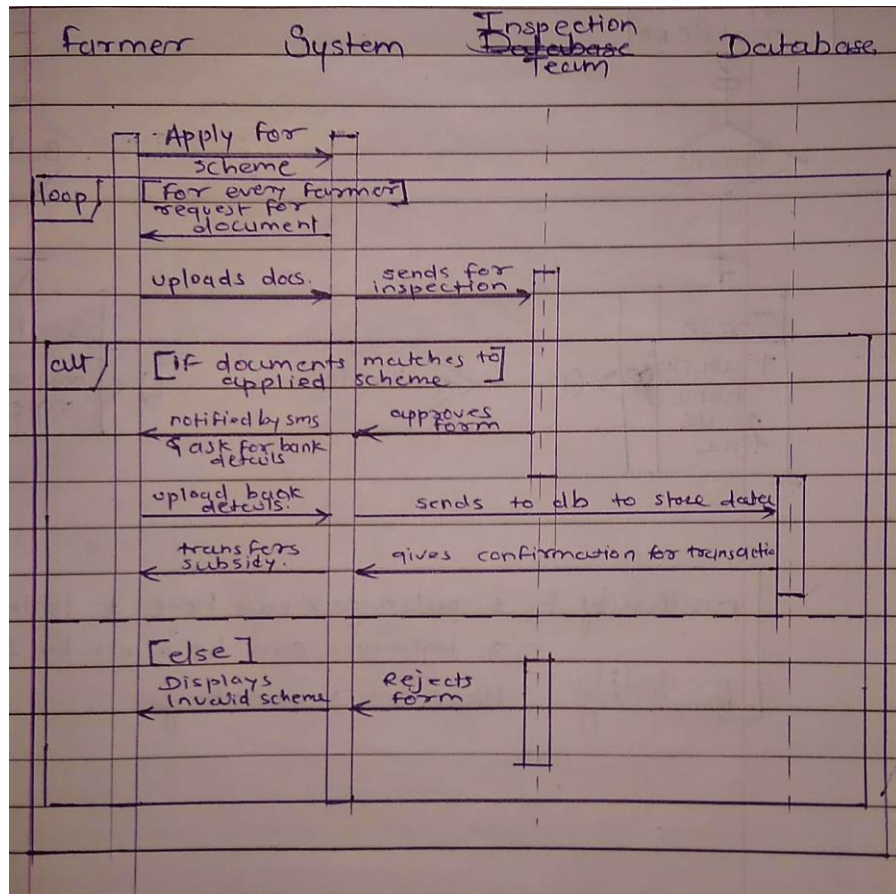 Farmer System Inspection Database
Database
Team
Apply for
scheme
loop [for every farmer]
request for
document
uploads docs. sends for
inspection
alt [if documents matches to]
applied scheme
notified by sms approves
form
& ask for bank
details
upload bank
details. sends to db to store data
transfers
subsidy. gives confirmation for transactio
[else]
Displays Rejects
Invalid scheme form